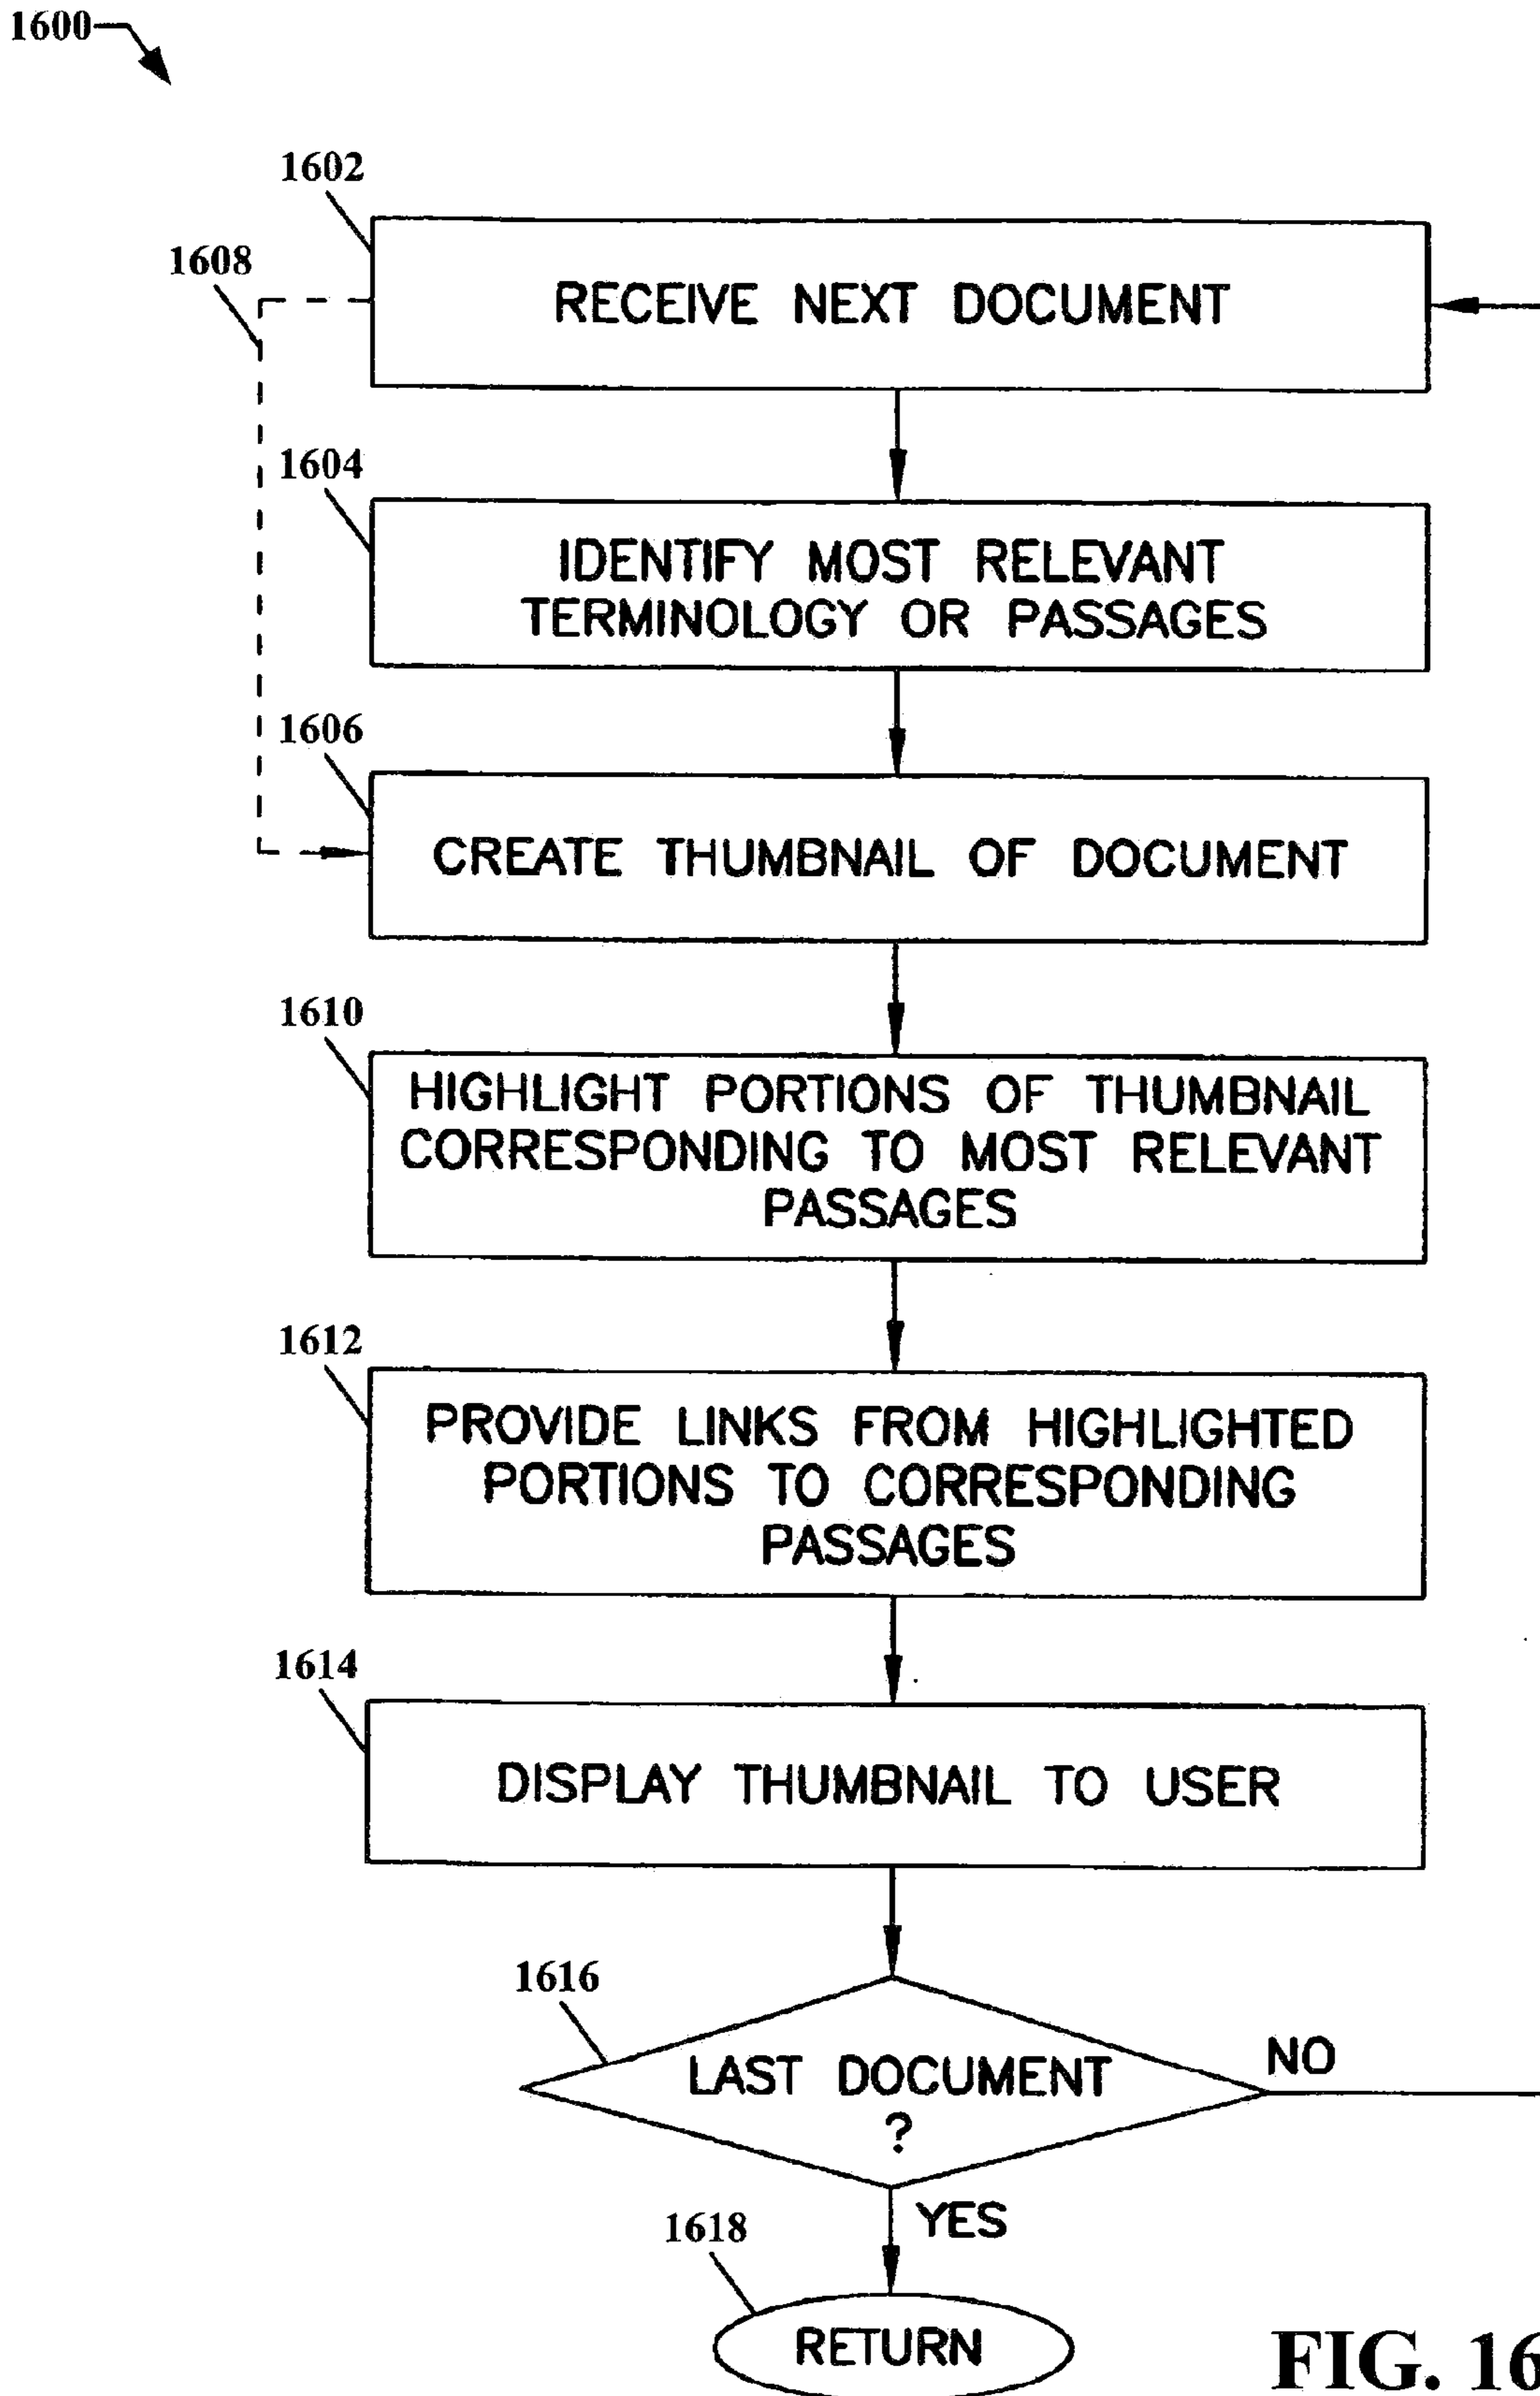 1600
1602
RECEIVE NEXT DOCUMENT
1608
1604
IDENTIFY MOST RELEVANT
TERMINOLOGY OR PASSAGES
1606
CREATE THUMBNAIL OF DOCUMENT
1610
HIGHLIGHT PORTIONS OF THUMBNAIL
CORRESPONDING TO MOST RELEVANT
PASSAGES
1612
PROVIDE LINKS FROM HIGHLIGHTED
PORTIONS TO CORRESPONDING
PASSAGES
1614
DISPLAY THUMBNAIL TO USER
1616
LAST DOCUMENT
?
NO
YES
1618
RETURN
FIG. 16